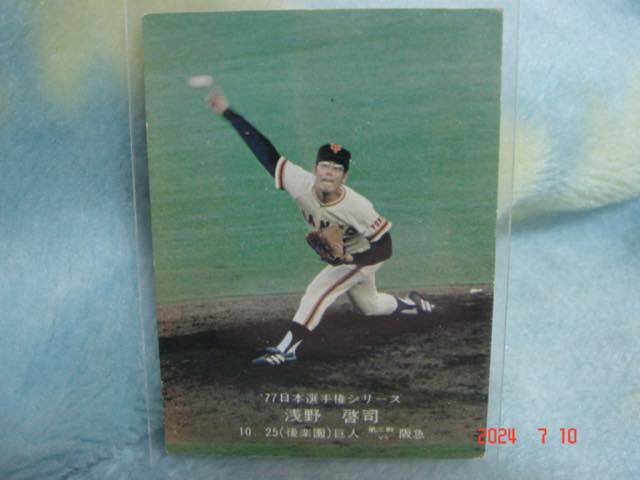 '77日本選手権シリーズ
浅野 啓司
10. 25(後楽園)巨人 第三戦 vs 阪急
2024 7 10